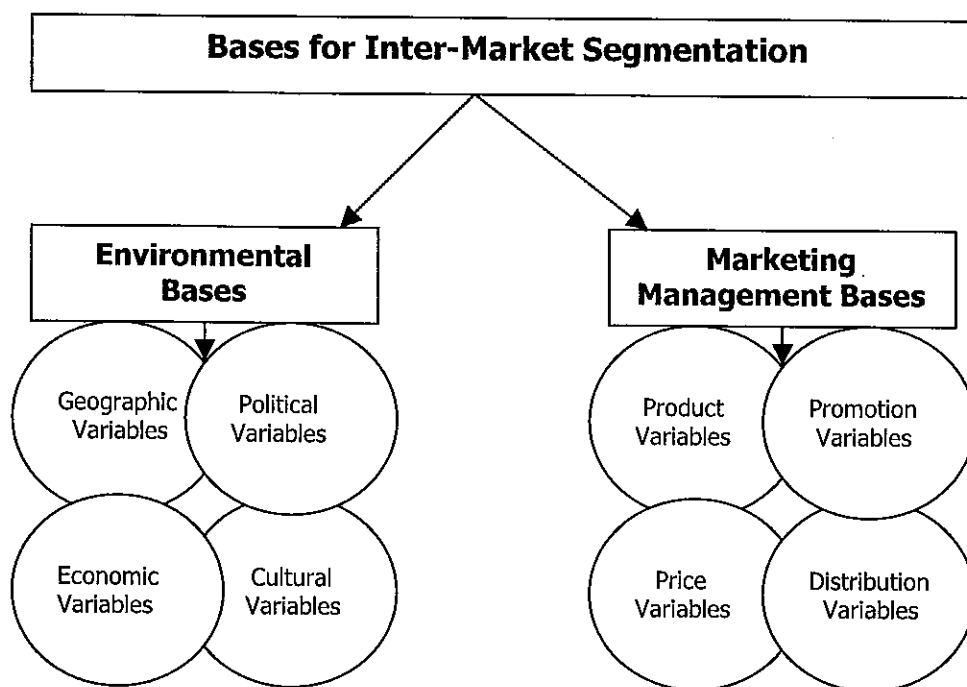 Bases for Inter-Market Segmentation
Environmental
Bases
Marketing
Management Bases
Geographic
Variables
Political
Variables
Product
Variables
Promotion
Variables
Economic
Variables
Cultural
Variables
Price
Variables
Distribution
Variables